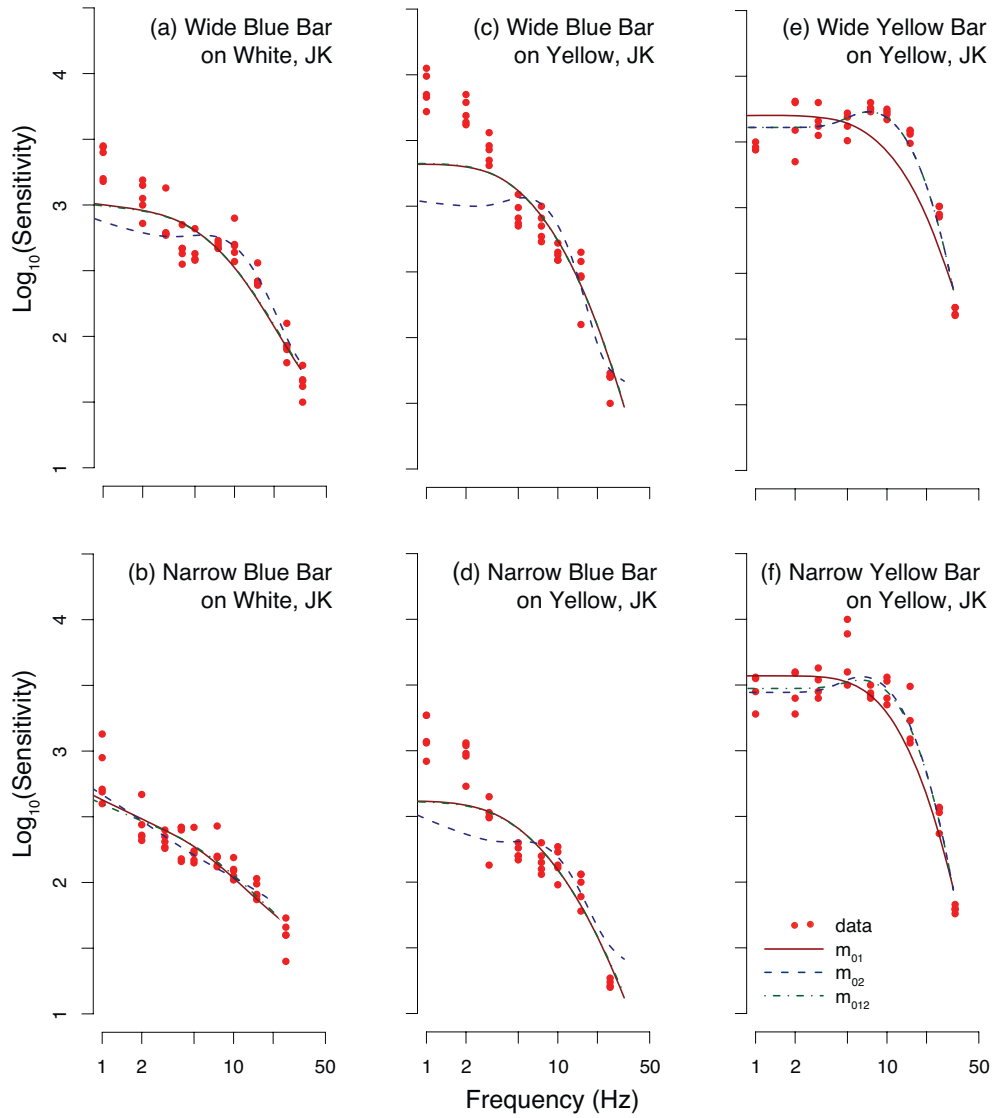 (a) Wide Blue Bar
on White, JK
(c) Wide Blue Bar
on Yellow, JK
(e) Wide Yellow Bar
on Yellow, JK
Log₁₀(Sensitivity)
4
3
2
1
(b) Narrow Blue Bar
on White, JK
(d) Narrow Blue Bar
on Yellow, JK
(f) Narrow Yellow Bar
on Yellow, JK
Log₁₀(Sensitivity)
4
3
2
1
data
m₀₁
m₀₂
m₀₁₂
1 2 10 50
1 2 10 50
1 2 10 50
Frequency (Hz)